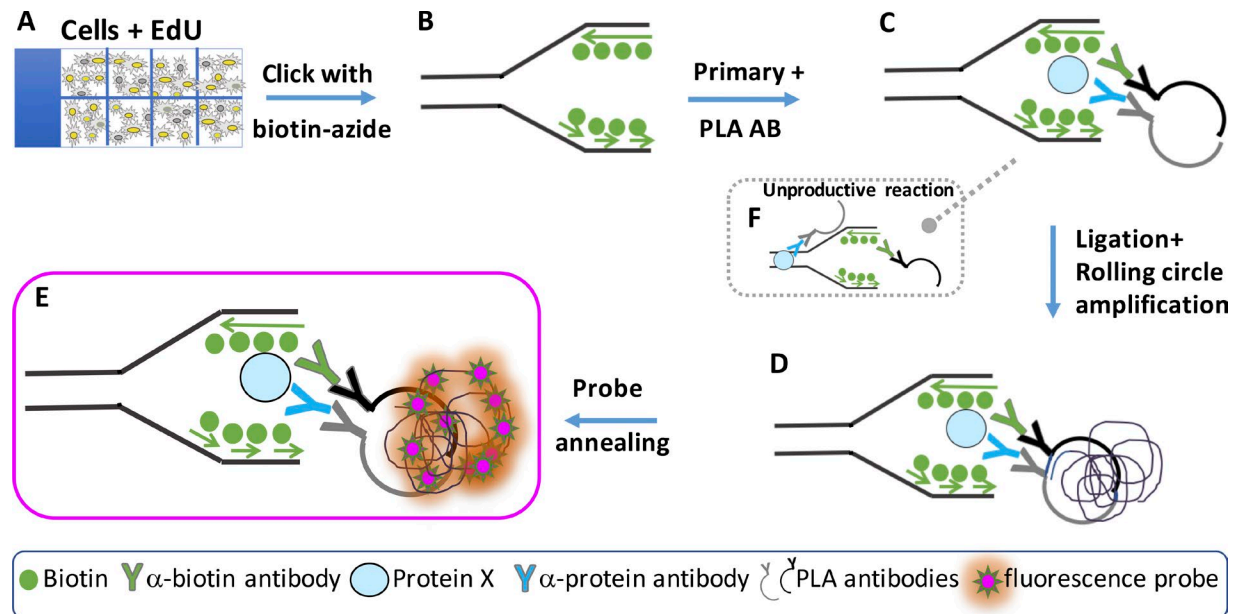 A
Cells + EdU
Click with
biotin-azide
B
Primary +
PLA AB
C
Unproductive reaction
F
Ligation+
Rolling circle
amplification
E
Probe
annealing
D
Biotin α-biotin antibody Protein X α-protein antibody PLA antibodies fluorescence probe